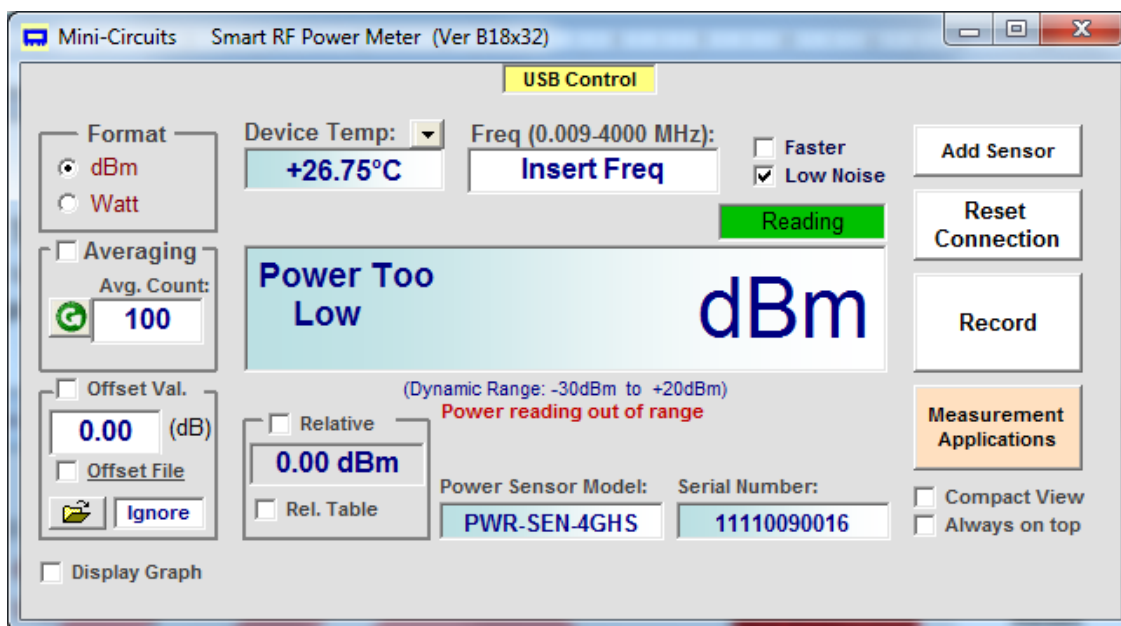 Mini-Circuits Smart RF Power Meter (Ver B18x32)
USB Control
Format
dBm
Watt
Device Temp:
+26.75°C
Freq (0.009-4000 MHz):
Insert Freq
Faster
Low Noise
Reading
Add Sensor
Reset
Connection
Averaging
Avg. Count:
100
Power Too
Low
dBm
Record
(Dynamic Range: -30dBm to +20dBm)
Power reading out of range
Offset Val.
0.00 (dB)
Offset File
Ignore
Relative
0.00 dBm
Rel. Table
Power Sensor Model:
PWR-SEN-4GHS
Serial Number:
11110090016
Measurement
Applications
Compact View
Always on top
Display Graph